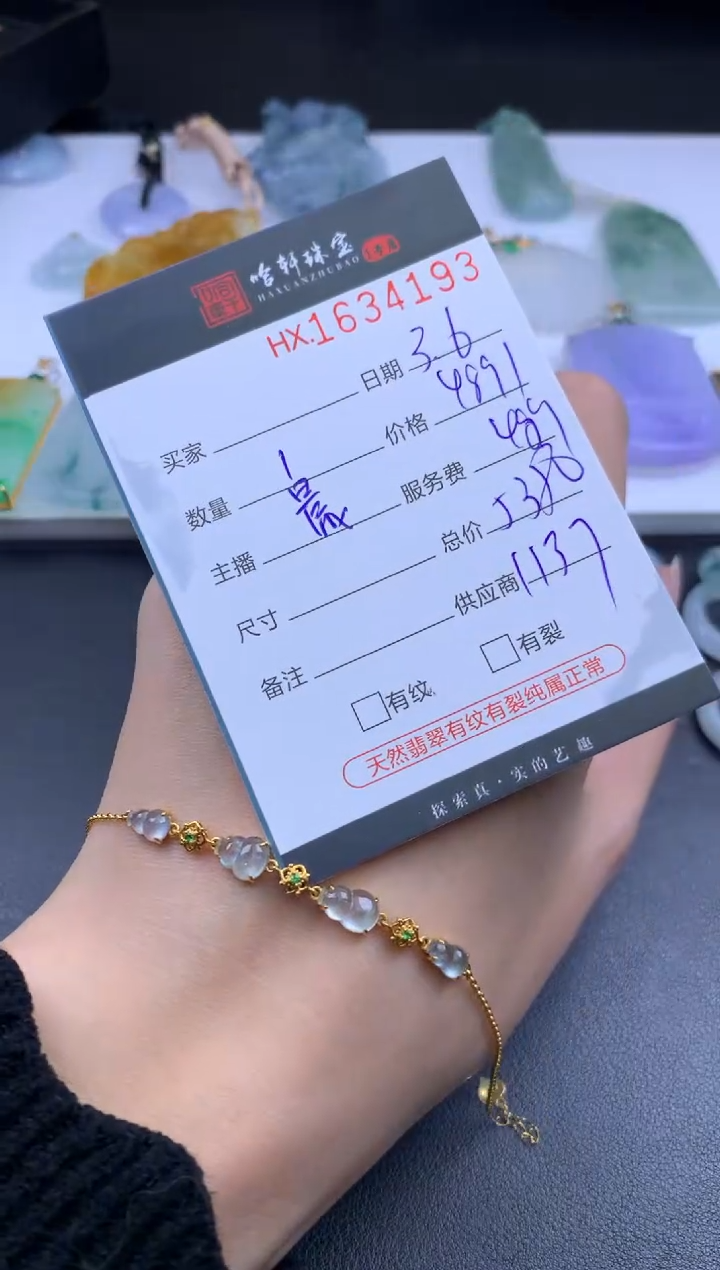 哈轩珠宝
HAXUANZHUBAO
HX.1634193
日期 3.6
买家
价格 4891
数量 1
服务费 489
主播 晨
总价 5380
尺寸
供应商 1137
备注
有纹 有裂
天然翡翠有纹有裂纯属正常
探索真·实的艺趣